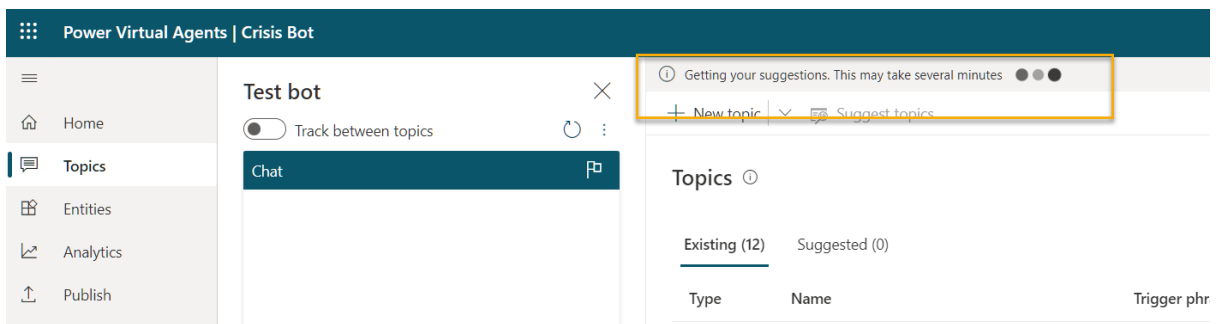 Power Virtual Agents | Crisis Bot
Home
Topics
Entities
Analytics
Publish
Test bot
Track between topics
Chat
Getting your suggestions. This may take several minutes
New topic
Suggest topics
Topics
Existing (12)
Suggested (0)
Type
Name
Trigger phr